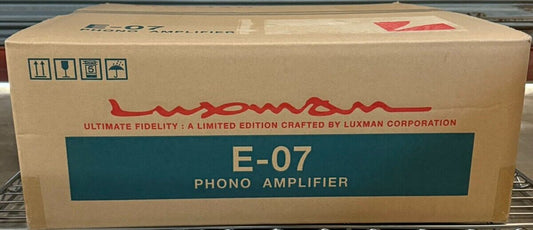 E-07
PHONO AMPLIFIER
Luxman
ULTIMATE FIDELITY : A LIMITED EDITION CRAFTED BY LUXMAN CORPORATION
E-07
PHONO AMPLIFIER